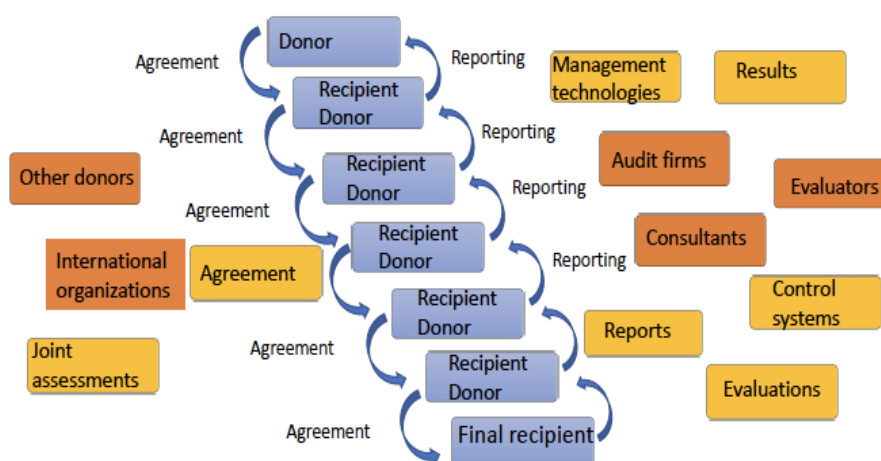 Donor
Agreement
Reporting
Management
technologies
Results
Recipient
Donor
Agreement
Reporting
Recipient
Donor
Audit firms
Other donors
Evaluators
Agreement
Reporting
Recipient
Donor
Consultants
International
organizations
Agreement
Reporting
Control
systems
Recipient
Donor
Reports
Joint
assessments
Agreement
Recipient
Donor
Evaluations
Agreement
Final recipient